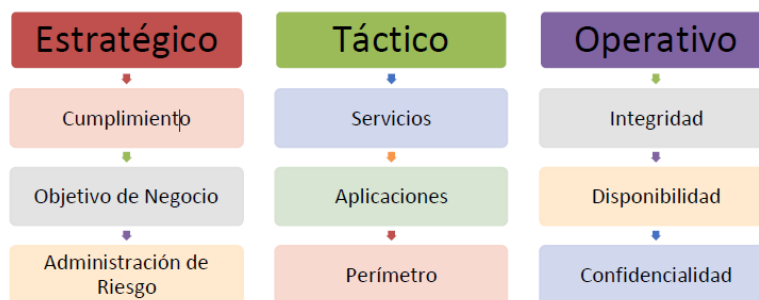 Estratégico
Cumplimiento
Objetivo de Negocio
Administración de
Riesgo
Táctico
Servicios
Aplicaciones
Perímetro
Operativo
Integridad
Disponibilidad
Confidencialidad